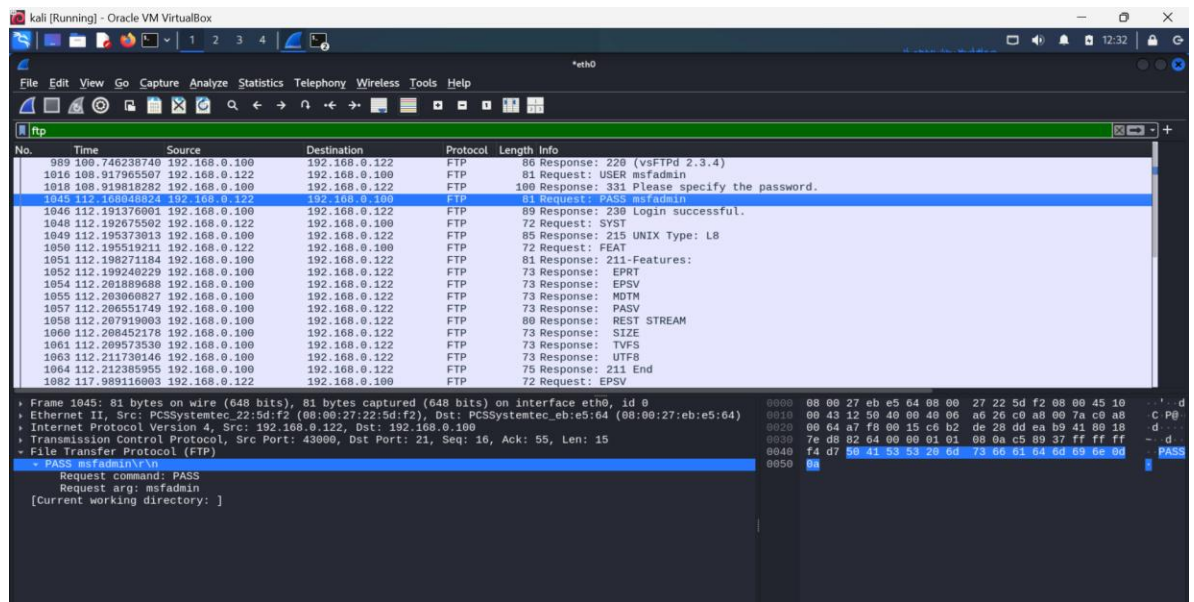 kali [Running] - Oracle VM VirtualBox
1 2 3 4
12:32
*eth0
File Edit View Go Capture Analyze Statistics Telephony Wireless Tools Help
ftp
No. Time Source Destination Protocol Length Info
989 100.746238740 192.168.0.100 192.168.0.122 FTP 86 Response: 220 (vsFTPd 2.3.4)
1016 108.917965507 192.168.0.122 192.168.0.100 FTP 81 Request: USER msfadmin
1018 108.919818282 192.168.0.100 192.168.0.122 FTP 100 Response: 331 Please specify the password.
1045 112.168048824 192.168.0.122 192.168.0.100 FTP 81 Request: PASS msfadmin
1046 112.191376001 192.168.0.100 192.168.0.122 FTP 89 Response: 230 Login successful.
1048 112.192675502 192.168.0.122 192.168.0.100 FTP 72 Request: SYST
1049 112.195373013 192.168.0.100 192.168.0.122 FTP 85 Response: 215 UNIX Type: L8
1050 112.195519211 192.168.0.122 192.168.0.100 FTP 72 Request: FEAT
1051 112.198271184 192.168.0.100 192.168.0.122 FTP 81 Response: 211-Features:
1052 112.199240229 192.168.0.100 192.168.0.122 FTP 73 Response: EPRT
1054 112.201889688 192.168.0.100 192.168.0.122 FTP 73 Response: EPSV
1055 112.203060827 192.168.0.100 192.168.0.122 FTP 73 Response: MDTM
1057 112.206551749 192.168.0.100 192.168.0.122 FTP 73 Response: PASV
1058 112.207919003 192.168.0.100 192.168.0.122 FTP 80 Response: REST STREAM
1060 112.208452178 192.168.0.100 192.168.0.122 FTP 73 Response: SIZE
1061 112.209573530 192.168.0.100 192.168.0.122 FTP 73 Response: TVFS
1063 112.211730146 192.168.0.100 192.168.0.122 FTP 73 Response: UTF8
1064 112.212385955 192.168.0.100 192.168.0.122 FTP 75 Response: 211 End
1082 117.989116003 192.168.0.122 192.168.0.100 FTP 72 Request: EPSV
Frame 1045: 81 bytes on wire (648 bits), 81 bytes captured (648 bits) on interface eth0, id 0
Ethernet II, Src: PCSSystemtec_22:5d:f2 (08:00:27:22:5d:f2), Dst: PCSSystemtec_eb:e5:64 (08:00:27:eb:e5:64)
Internet Protocol Version 4, Src: 192.168.0.122, Dst: 192.168.0.100
Transmission Control Protocol, Src Port: 43000, Dst Port: 21, Seq: 16, Ack: 55, Len: 15
File Transfer Protocol (FTP)
PASS msfadmin\r\n
Request command: PASS
Request arg: msfadmin
[Current working directory: ]
0000 08 00 27 eb e5 64 08 00 27 22 5d f2 08 00 45 10 ··'··d
0010 00 43 12 50 40 00 40 06 a6 26 c0 a8 00 7a c0 a8 ·C·P@·
0020 00 64 a7 f8 00 15 c6 b2 de 28 dd ea b9 41 80 18 ·d····
0030 7e d8 82 64 00 00 01 01 08 0a c5 89 37 ff ff ff ~··d··
0040 f4 d7 50 41 53 53 20 6d 73 66 61 64 6d 69 6e 0d ··PASS
0050 0a